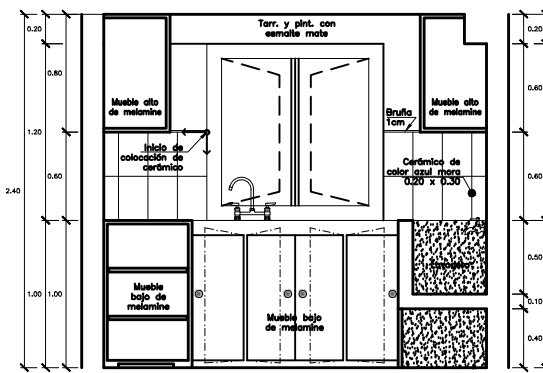 Tarr. y pint. con
esmalte mate
0.20
0.80
1.20
0.60
2.40
1.00
1.00
Mueble alto
de melamine
Mueble alto
de melamine
Bruña
1cm
Inicio de
colocación de
cerámico
Cerámico de
color azul mora
0.20 x 0.30
Mueble
bajo de
melamine
Mueble bajo
de melamine
0.20
0.60
0.60
0.50
0.10
0.40